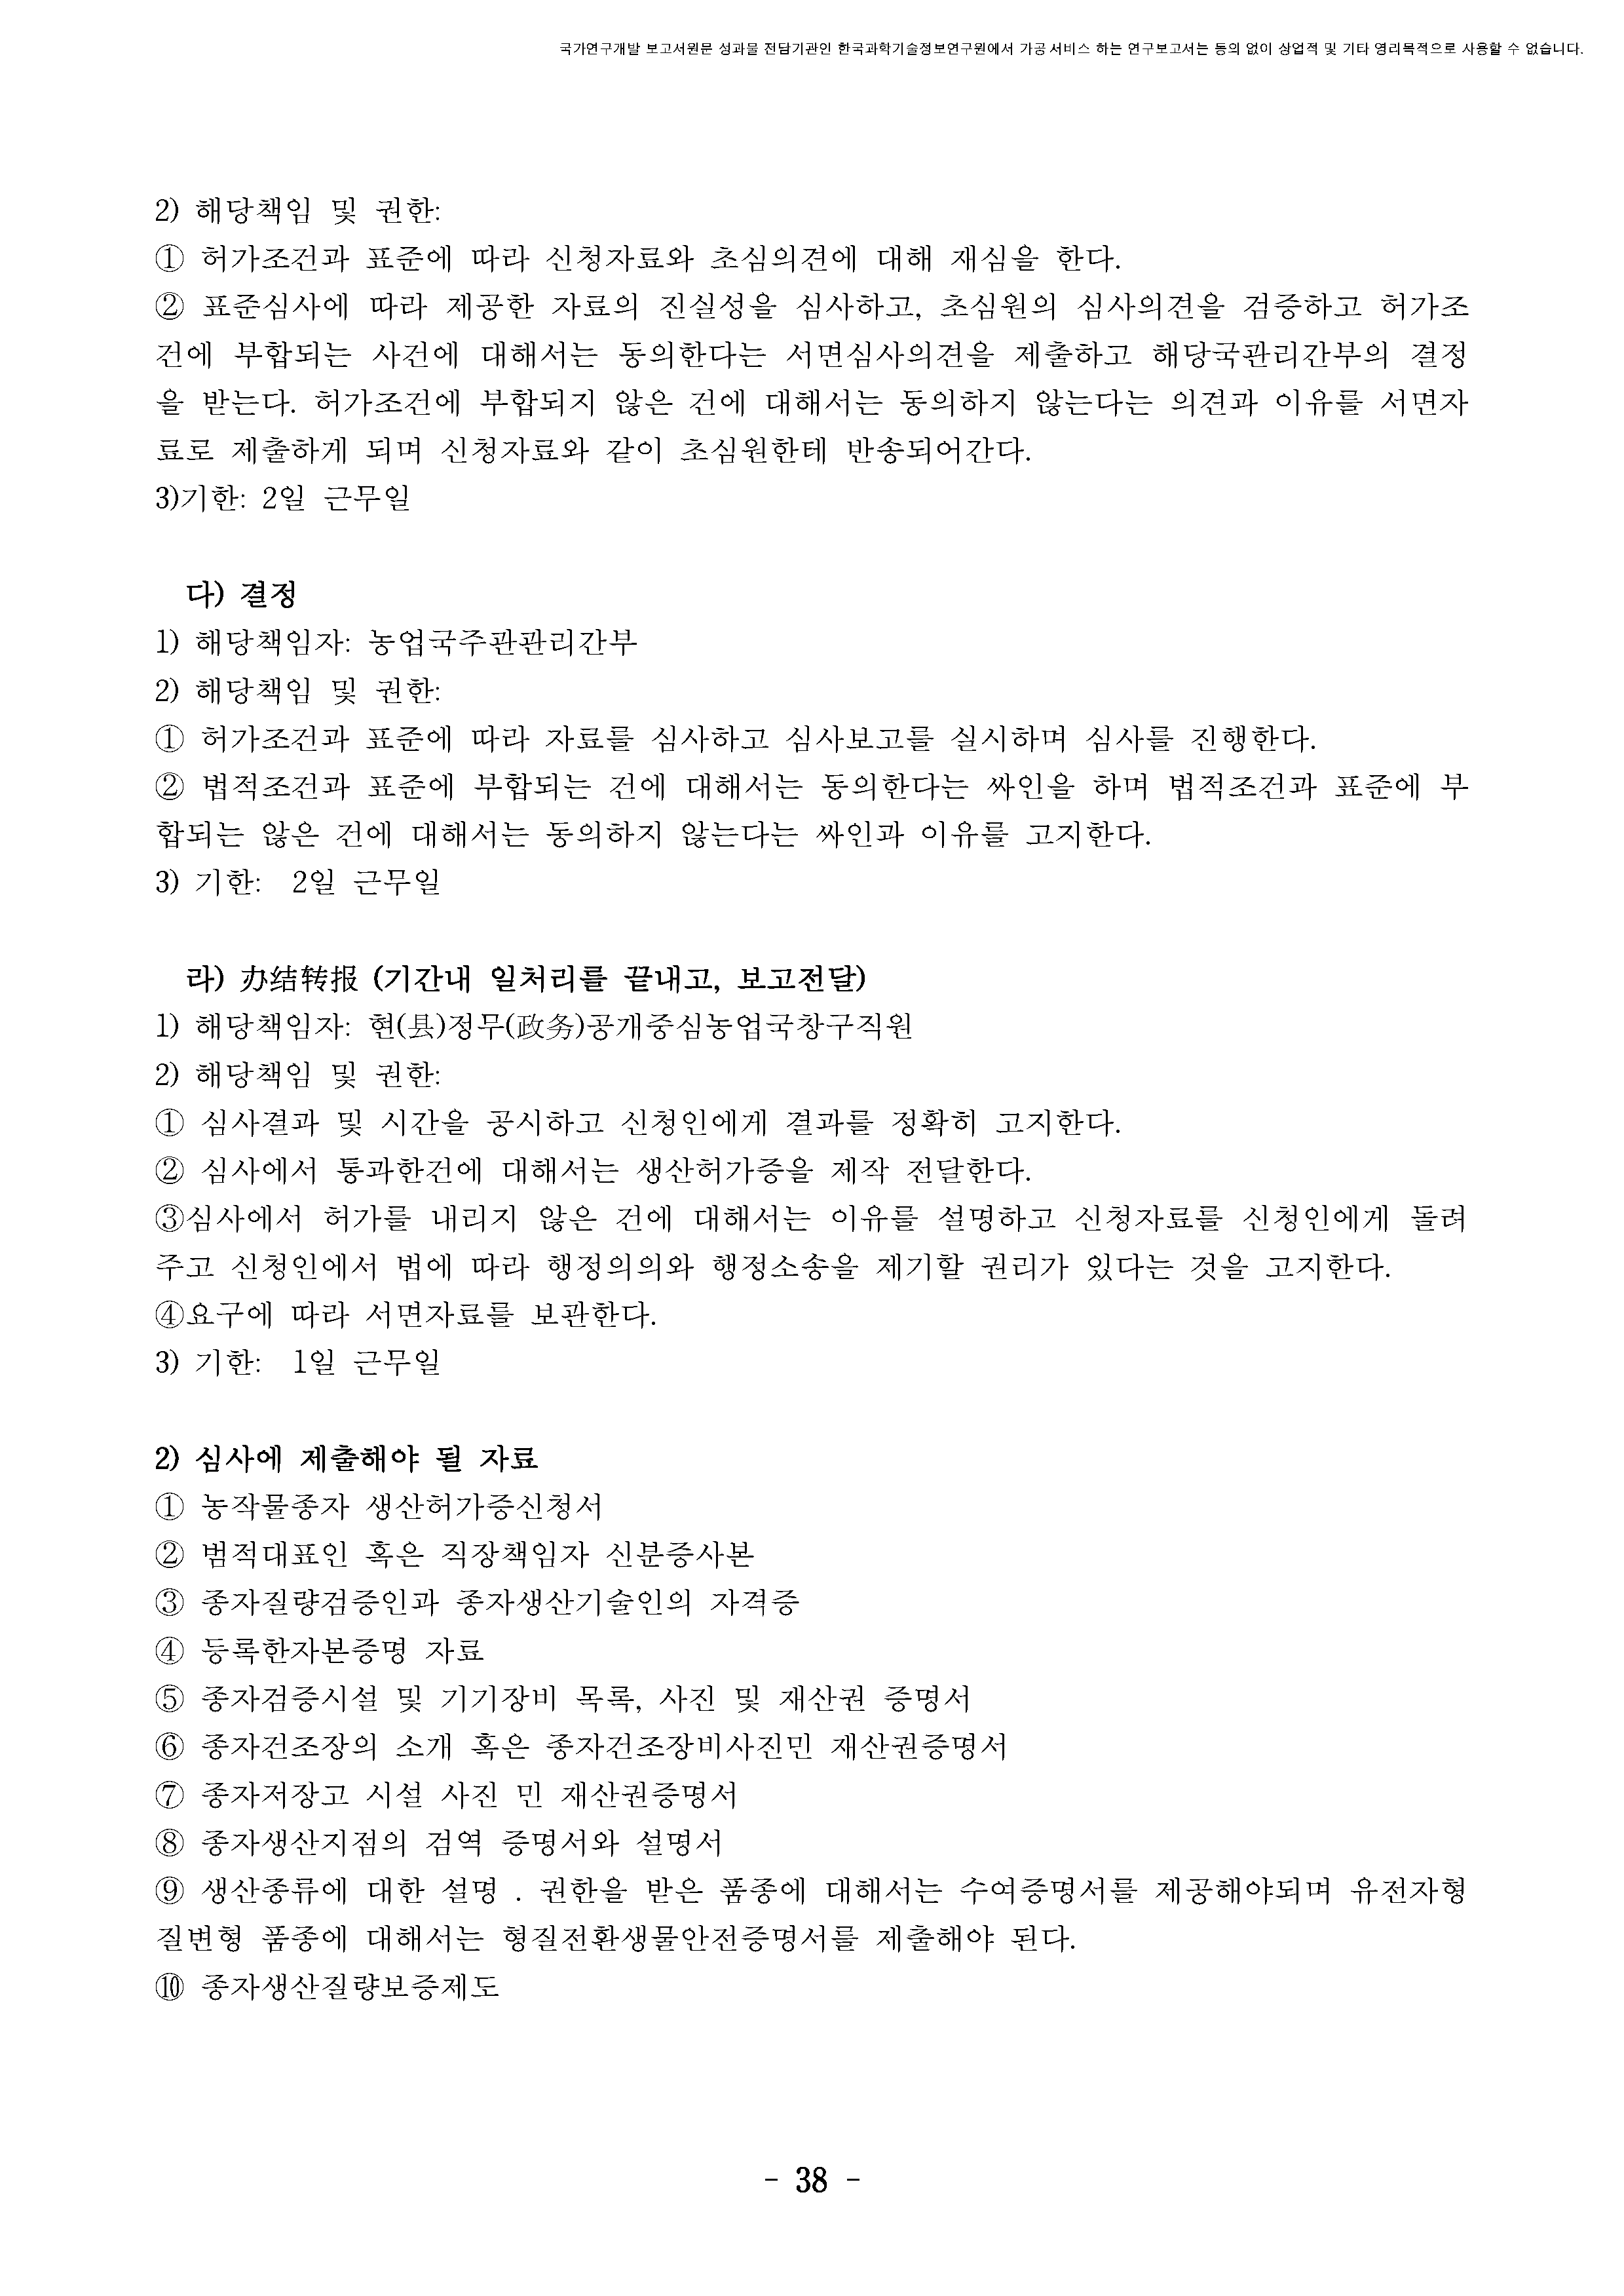 국가연구개발 보고서원문 성과물 전담기관인 한국과학기술정보연구원에서 가공·서비스 하는 연구보고서는 동의 없이 상업적 및 기타 영리목적으로 사용할 수 없습니다.
2) 해당책임 및 권한:
① 허가조건과 표준에 따라 신청자료와 초심의견에 대해 재심을 한다.
② 표준심사에 따라 제공한 자료의 진실성을 심사하고, 초심원의 심사의견을 검증하고 허가조
건에 부합되는 사건에 대해서는 동의한다는 서면심사의견을 제출하고 해당국관리간부의 결정
을 받는다. 허가조건에 부합되지 않은 건에 대해서는 동의하지 않는다는 의견과 이유를 서면자
료로 제출하게 되며 신청자료와 같이 초심원한테 반송되어간다.
3)기한: 2일 근무일
다) 결정
1) 해당책임자: 농업국주관관리간부
2) 해당책임 및 권한:
① 허가조건과 표준에 따라 자료를 심사하고 심사보고를 실시하며 심사를 진행한다.
② 법적조건과 표준에 부합되는 건에 대해서는 동의한다는 싸인을 하며 법적조건과 표준에 부
합되는 않은 건에 대해서는 동의하지 않는다는 싸인과 이유를 고지한다.
3) 기한: 2일 근무일
라) 办结转报 (기간내 일처리를 끝내고, 보고전달)
1) 해당책임자: 현(县)정무(政务)공개중심농업국창구직원
2) 해당책임 및 권한:
① 심사결과 및 시간을 공시하고 신청인에게 결과를 정확히 고지한다.
② 심사에서 통과한건에 대해서는 생산허가증을 제작 전달한다.
③심사에서 허가를 내리지 않은 건에 대해서는 이유를 설명하고 신청자료를 신청인에게 돌려
주고 신청인에서 법에 따라 행정의의와 행정소송을 제기할 권리가 있다는 것을 고지한다.
④요구에 따라 서면자료를 보관한다.
3) 기한: 1일 근무일
2) 심사에 제출해야 될 자료
① 농작물종자 생산허가증신청서
② 범적대표인 혹은 직장책임자 신분증사본
③ 종자질량검증인과 종자생산기술인의 자격증
④ 등록한자본증명 자료
⑤ 종자검증시설 및 기기장비 목록, 사진 및 재산권 증명서
⑥ 종자건조장의 소개 혹은 종자건조장비사진민 재산권증명서
⑦ 종자저장고 시설 사진 민 재산권증명서
⑧ 종자생산지점의 검역 증명서와 설명서
⑨ 생산종류에 대한 설명 . 권한을 받은 품종에 대해서는 수여증명서를 제공해야되며 유전자형
질변형 품종에 대해서는 형질전환생물안전증명서를 제출해야 된다.
⑩ 종자생산질량보증제도
- 38 -